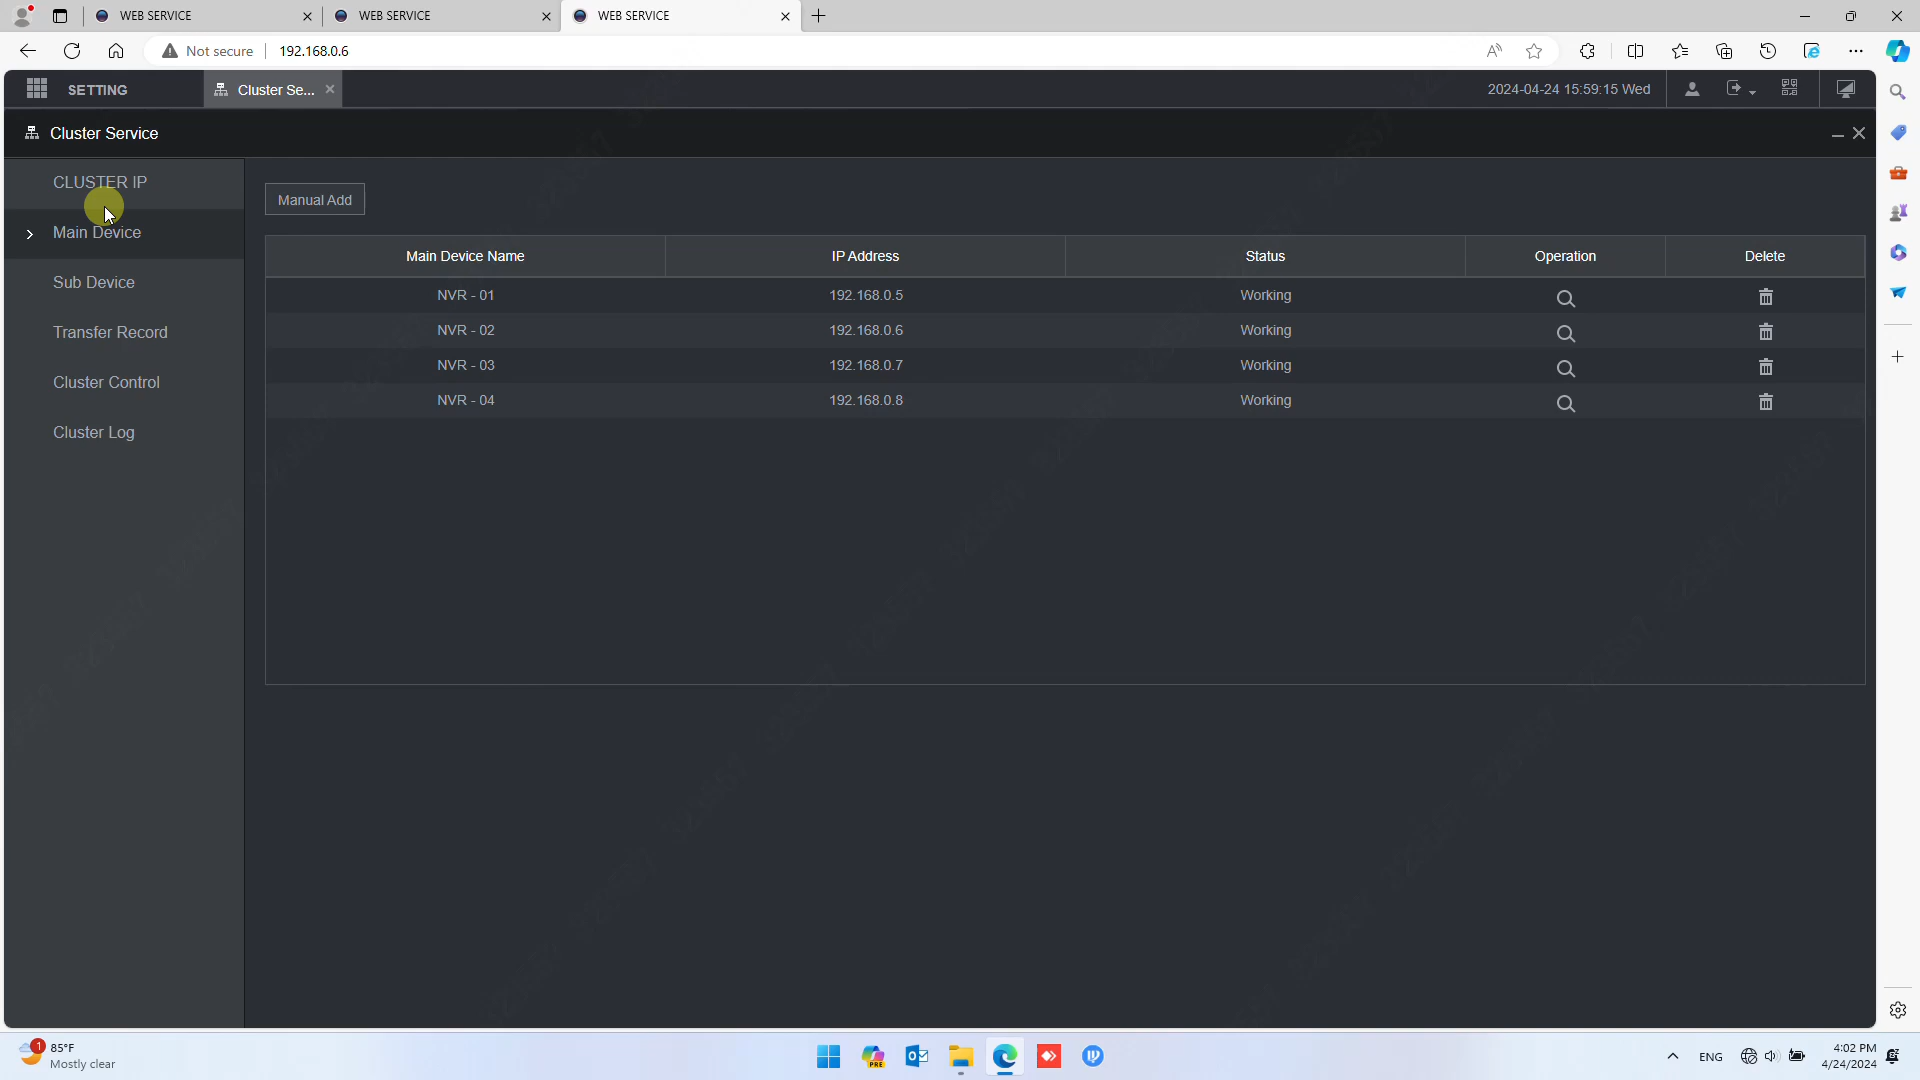 WEB SERVICE
WEB SERVICE
WEB SERVICE
Not secure
192.168.0.6
SETTING
Cluster Se...
2024-04-24 15:59:15 Wed
Cluster Service
CLUSTER IP
Main Device
Sub Device
Transfer Record
Cluster Control
Cluster Log
Manual Add
Main Device Name IP Address Status Operation Delete
NVR - 01 192.168.0.5 Working
NVR - 02 192.168.0.6 Working
NVR - 03 192.168.0.7 Working
NVR - 04 192.168.0.8 Working
1
85°F
Mostly clear
PRE
ENG
4:02 PM
4/24/2024